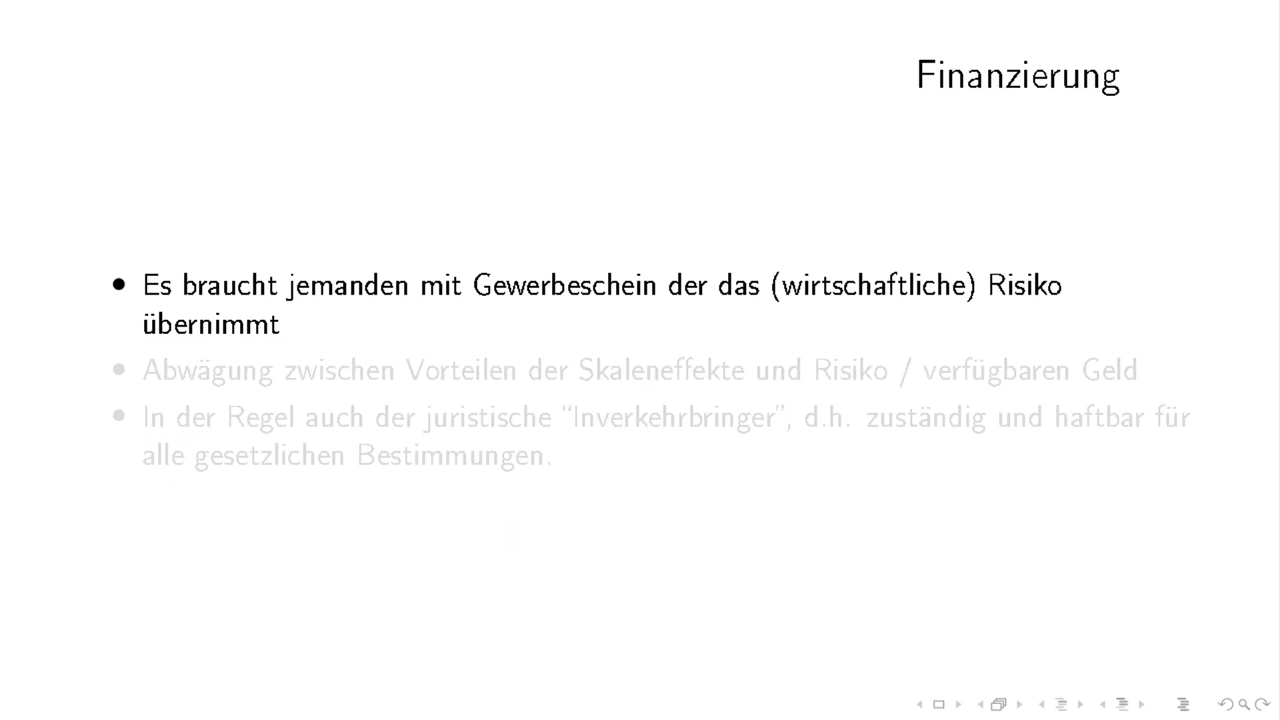 Finanzierung
• Es braucht jemanden mit Gewerbeschein der das (wirtschaftliche) Risiko
übernimmt
• Abwägung zwischen Vorteilen der Skaleneffekte und Risiko / verfügbaren Geld
• In der Regel auch der juristische “Inverkehrbringer”, d.h. zuständig und haftbar für
alle gesetzlichen Bestimmungen.